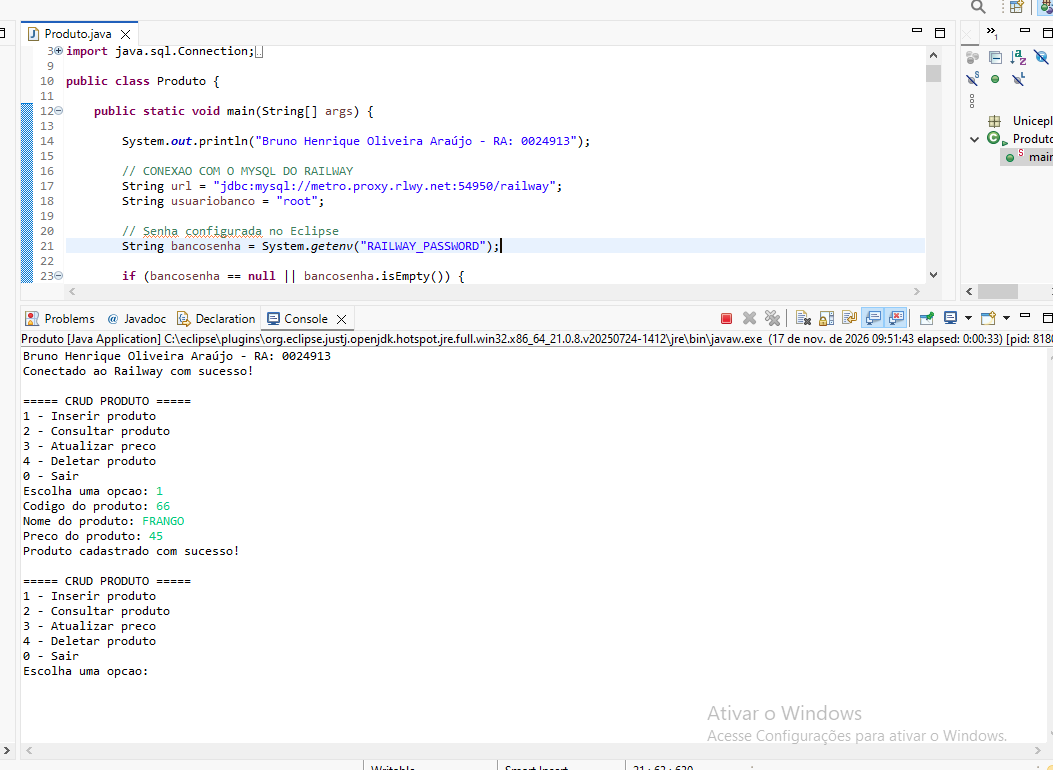 Produto.java
»1
3 import java.sql.Connection;
9
10 public class Produto {
11
12 public static void main(String[] args) {
13
14 System.out.println("Bruno Henrique Oliveira Araújo - RA: 0024913");
15
16 // CONEXAO COM O MYSQL DO RAILWAY
17 String url = "jdbc:mysql://metro.proxy.rlwy.net:54950/railway";
18 String usuariobanco = "root";
19
20 // Senha configurada no Eclipse
21 String bancosenha = System.getenv("RAILWAY_PASSWORD");
22
23 if (bancosenha == null || bancosenha.isEmpty()) {
Unicepl
Produto
S main
Problems @ Javadoc Declaration Console
Produto [Java Application] C:\eclipse\plugins\org.eclipse.justj.openjdk.hotspot.jre.full.win32.x86_64_21.0.8.v20250724-1412\jre\bin\javaw.exe (17 de nov. de 2026 09:51:43 elapsed: 0:00:33) [pid: 8180
Bruno Henrique Oliveira Araújo - RA: 0024913
Conectado ao Railway com sucesso!
===== CRUD PRODUTO =====
1 - Inserir produto
2 - Consultar produto
3 - Atualizar preco
4 - Deletar produto
0 - Sair
Escolha uma opcao: 1
Codigo do produto: 66
Nome do produto: FRANGO
Preco do produto: 45
Produto cadastrado com sucesso!
===== CRUD PRODUTO =====
1 - Inserir produto
2 - Consultar produto
3 - Atualizar preco
4 - Deletar produto
0 - Sair
Escolha uma opcao:
Ativar o Windows
Acesse Configurações para ativar o Windows.
Writable Smart Insert 21 : 63 : 630